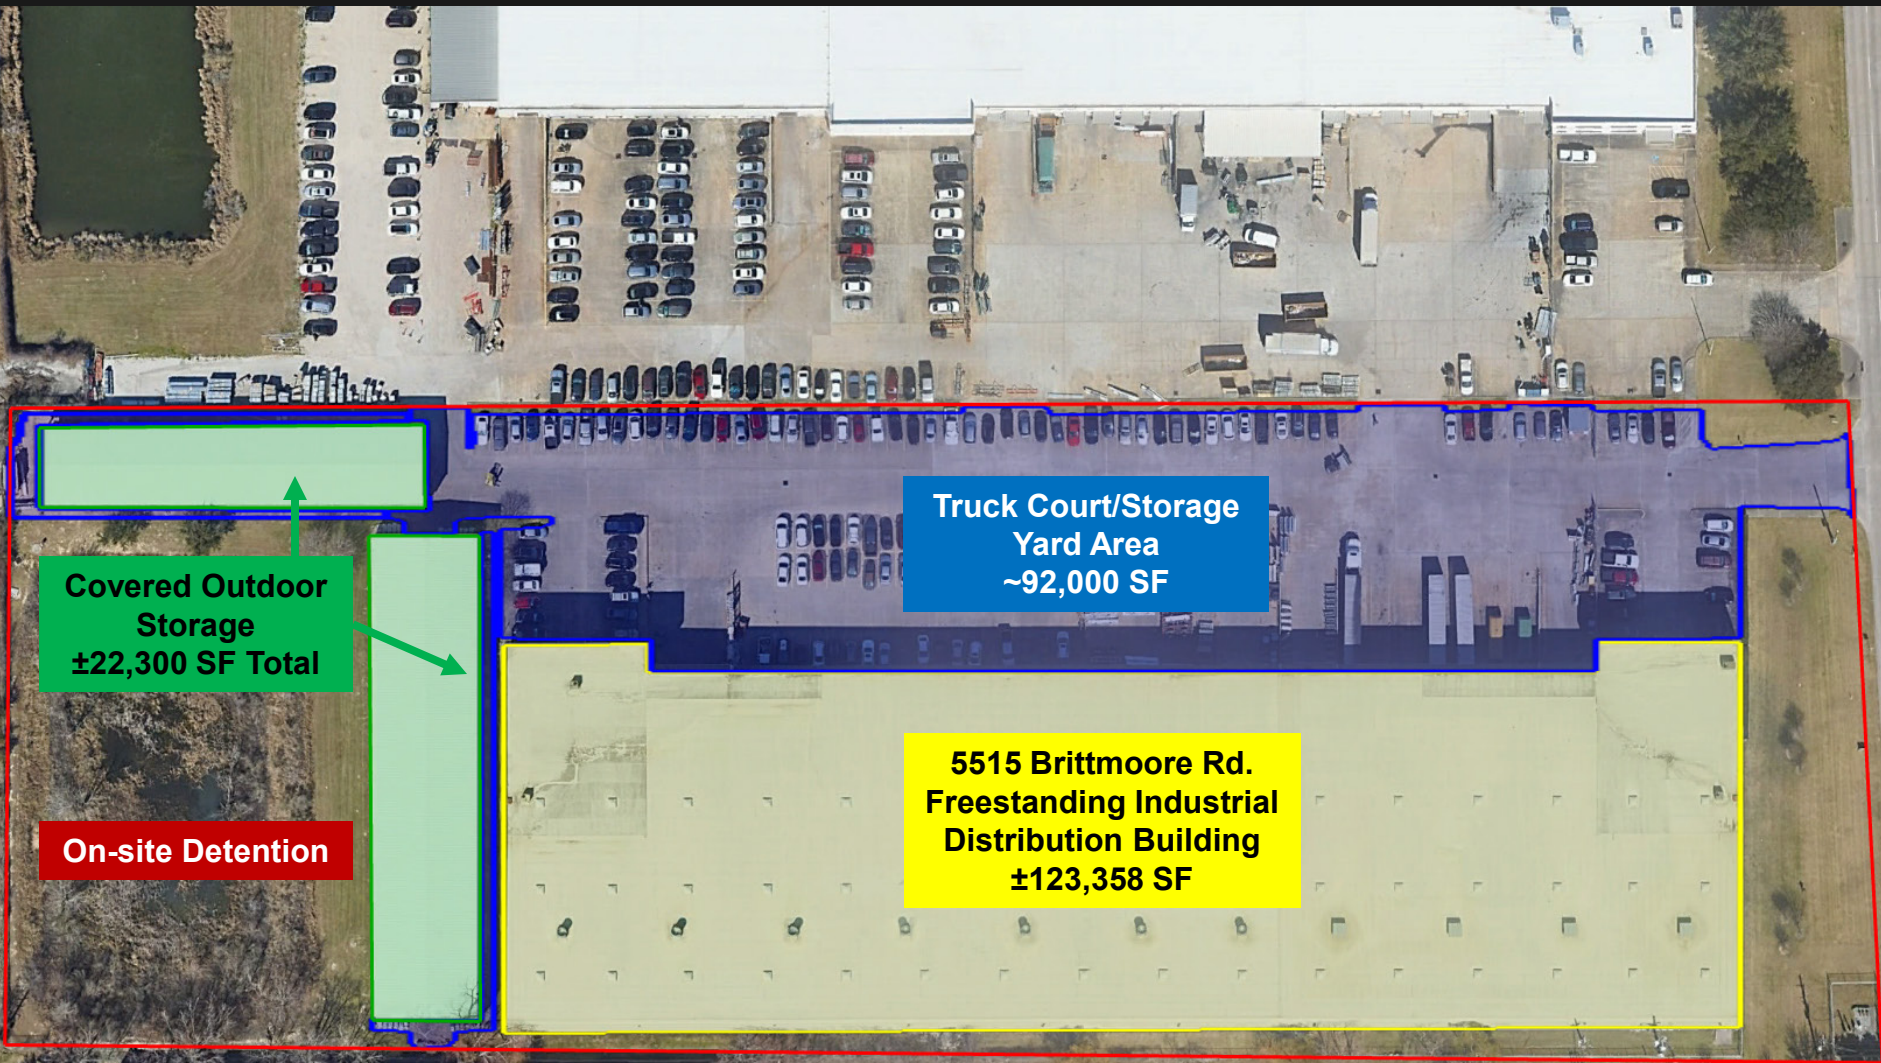 Truck Court/Storage
Yard Area
~92,000 SF
Covered Outdoor
Storage
±22,300 SF Total
5515 Brittmoore Rd.
Freestanding Industrial
Distribution Building
±123,358 SF
On-site Detention